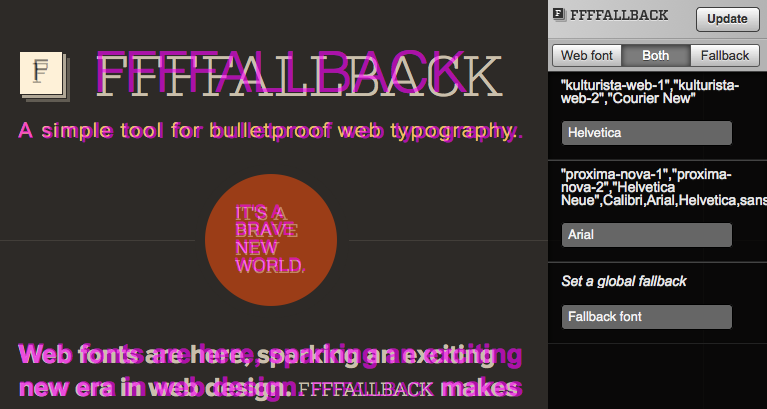 F
FFFFALLBACK
A simple tool for bulletproof web typography.
IT'S A
BRAVE
NEW
WORLD.
Web fonts are here, sparking an exciting
new era in web design. FFFFALLBACK makes
F FFFFALLBACK
Update
Web font Both Fallback
"kulturista-web-1","kulturista-
web-2","Courier New"
Helvetica
"proxima-nova-1","proxima-
nova-2","Helvetica
Neue",Calibri,Arial,Helvetica,sans
Arial
Set a global fallback
Fallback font